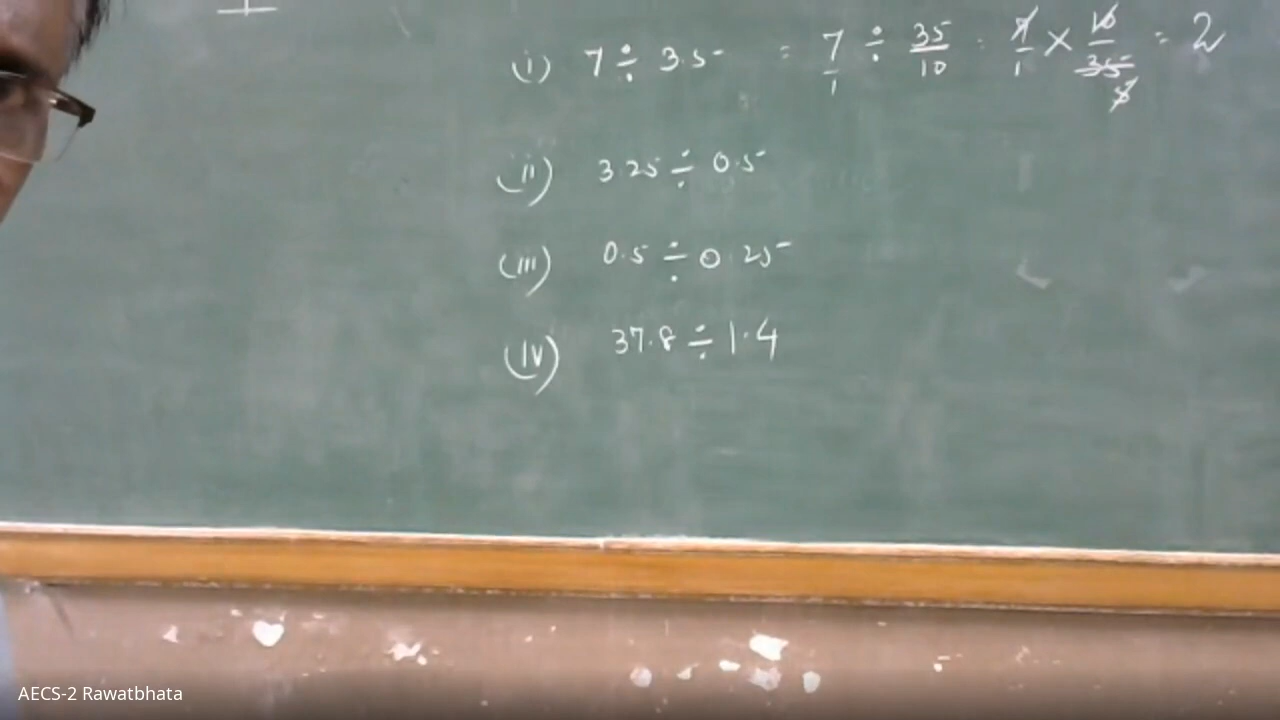 (i) 7 ÷ 3.5 = 7/1 ÷ 35/10 = 7/1 × 10/35 5 = 2
(ii) 3.25 ÷ 0.5
(iii) 0.5 ÷ 0.25
(iv) 37.8 ÷ 1.4
AECS-2 Rawatbhata